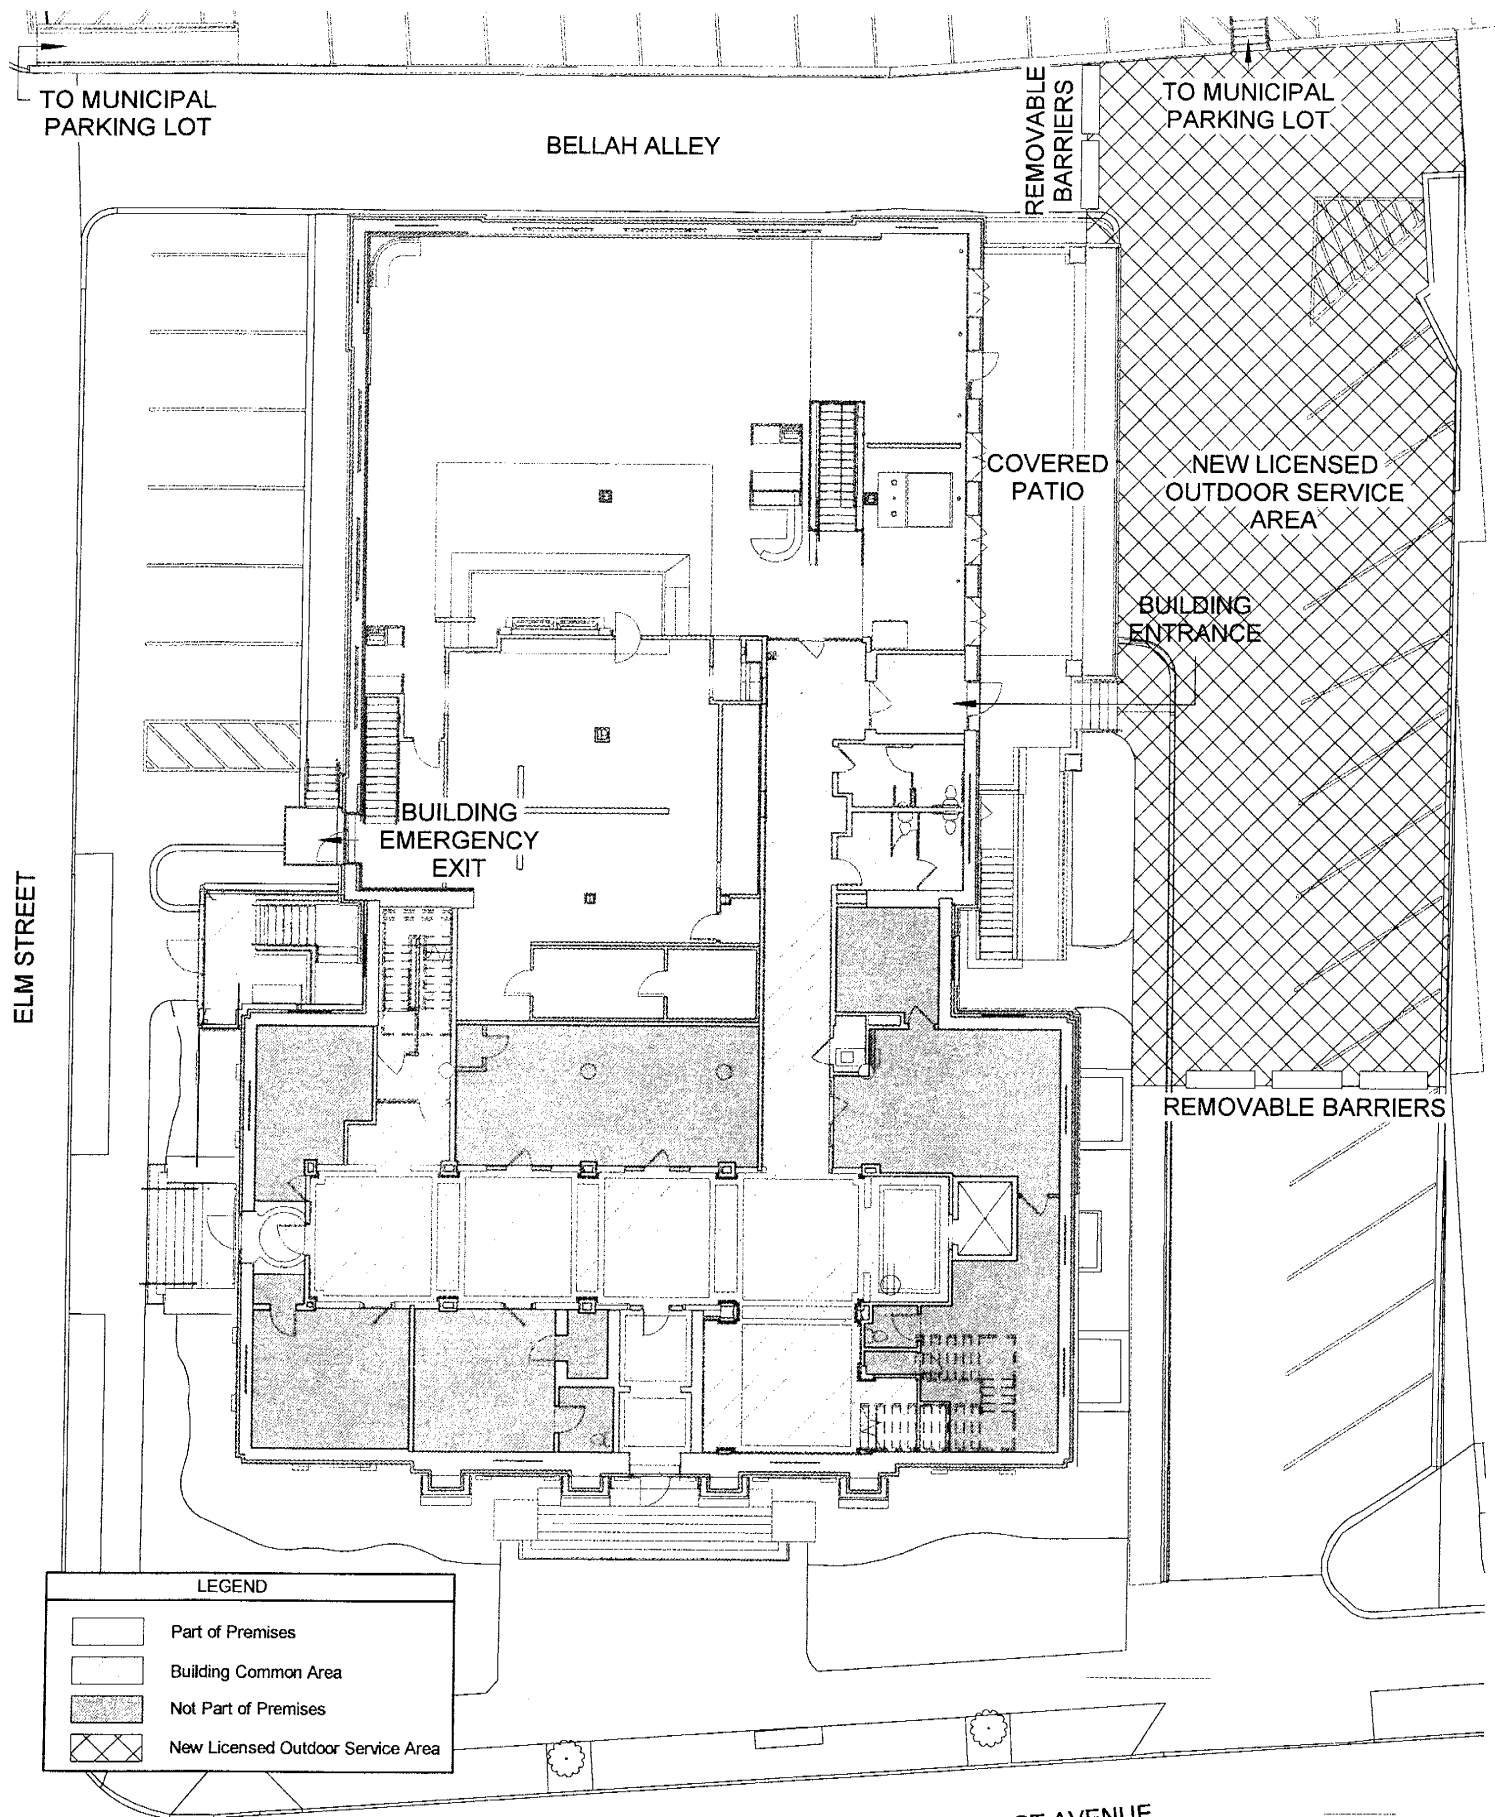 TO MUNICIPAL
PARKING LOT
BELLAH ALLEY
REMOVABLE
BARRIERS
TO MUNICIPAL
PARKING LOT
COVERED
PATIO
NEW LICENSED
OUTDOOR SERVICE
AREA
BUILDING
ENTRANCE
BUILDING
EMERGENCY
EXIT
ELM STREET
REMOVABLE BARRIERS
LEGEND
Part of Premises
Building Common Area
Not Part of Premises
New Licensed Outdoor Service Area
AVENUE